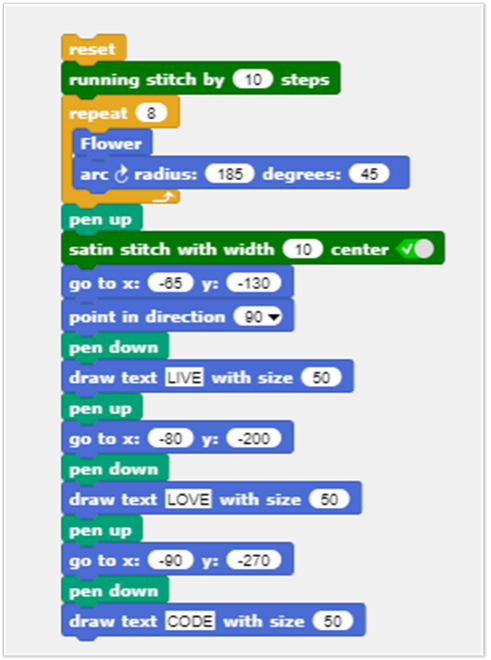 reset
running stitch by 10 steps
repeat 8
Flower
arc radius: 185 degrees: 45
pen up
satin stitch with width 10 center
go to x: -65 y: -130
point in direction 90
pen down
draw text LIVE with size 50
pen up
go to x: -80 y: -200
pen down
draw text LOVE with size 50
pen up
go to x: -90 y: -270
pen down
draw text CODE with size 50